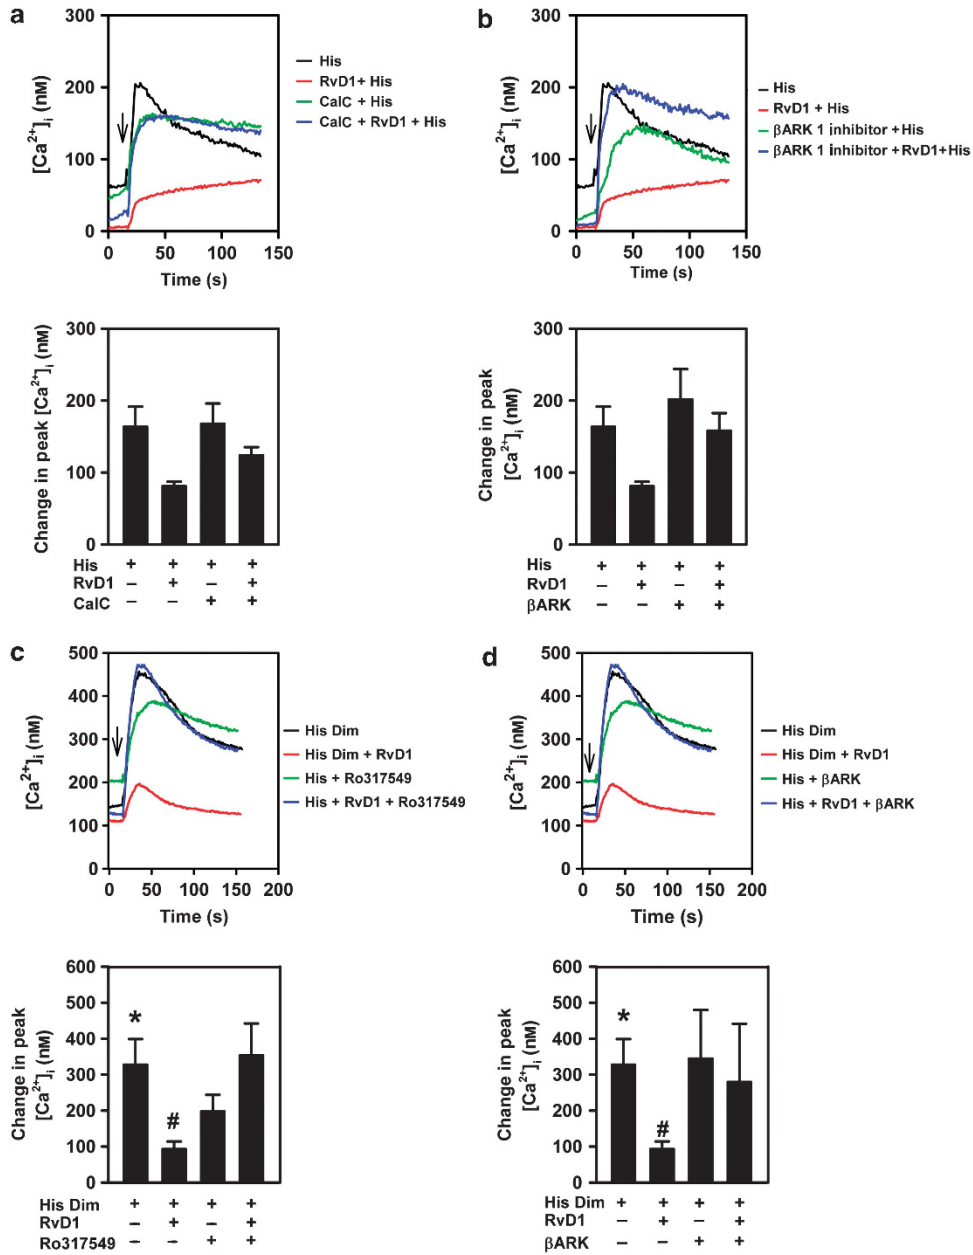 a
300
200
100
0
[Ca²⁺]ᵢ (nM)
0 50 100 150
Time (s)
His
RvD1+ His
CalC + His
CalC + RvD1 + His
b
300
200
100
0
[Ca²⁺]ᵢ (nM)
0 50 100 150
Time (s)
His
RvD1 + His
βARK 1 inhibitor +His
βARK 1 inhibitor +RvD1+His
300
200
100
0
Change in peak [Ca²⁺]ᵢ (nM)
His + + + +
RvD1 − + − +
CalC − − + +
300
200
100
0
Change in peak
[Ca²⁺]ᵢ (nM)
His + + + +
RvD1 − + − +
βARK − − + +
c
500
400
300
200
100
0
[Ca²⁺]ᵢ (nM)
0 50 100 150 200
Time (s)
His Dim
His Dim + RvD1
His + Ro317549
His + RvD1 + Ro317549
d
500
400
300
200
100
0
[Ca²⁺]ᵢ (nM)
0 50 100 150 200
Time (s)
His Dim
His Dim + RvD1
His + βARK
His + RvD1 + βARK
600
500
400
300
200
100
0
Change in peak
[Ca²⁺]ᵢ (nM)
*
#
His Dim + + + +
RvD1 − + − +
Ro317549 − − + +
600
500
400
300
200
100
0
Change in peak
[Ca²⁺]ᵢ (nM)
*
#
His Dim + + + +
RvD1 − + − +
βARK − − + +